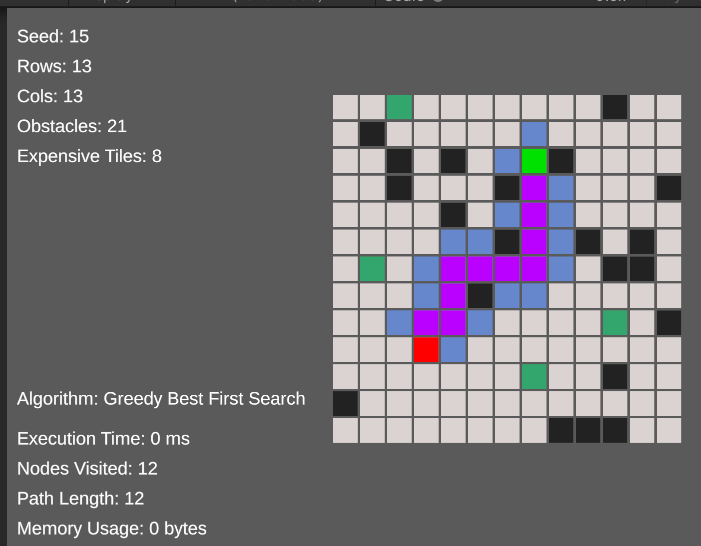 Seed: 15
Rows: 13
Cols: 13
Obstacles: 21
Expensive Tiles: 8
Algorithm: Greedy Best First Search
Execution Time: 0 ms
Nodes Visited: 12
Path Length: 12
Memory Usage: 0 bytes